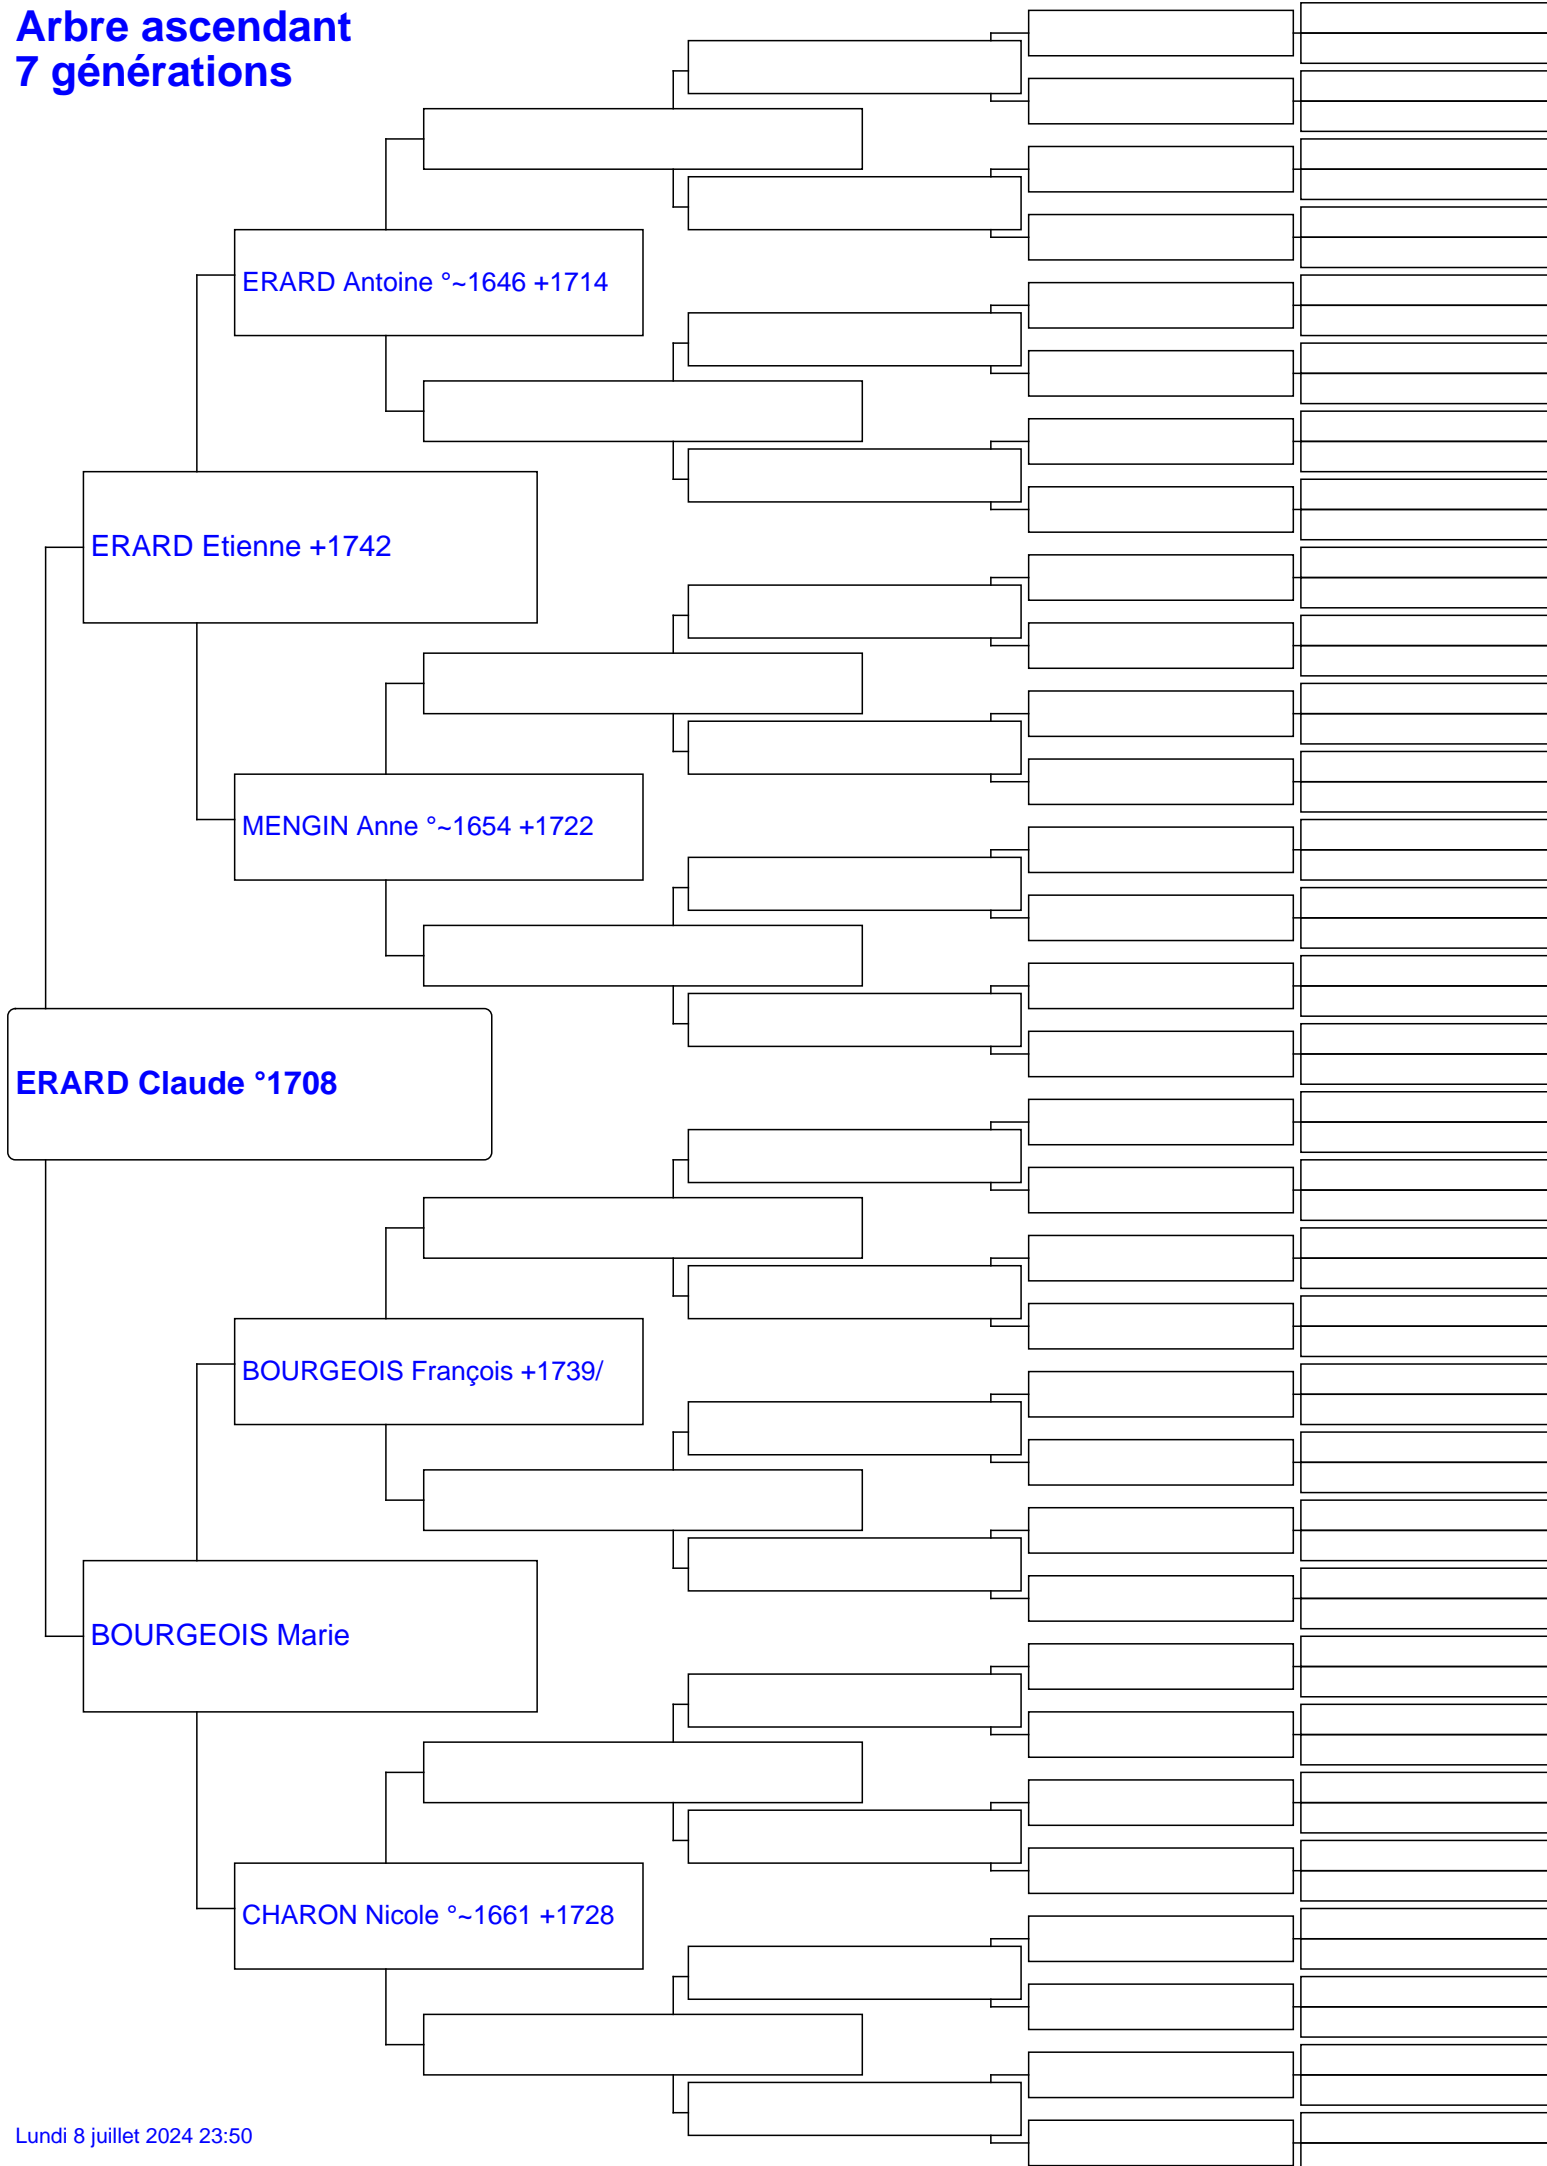 Arbre ascendant
7 générations
ERARD Antoine °~1646 +1714
ERARD Etienne +1742
MENGIN Anne °~1654 +1722
ERARD Claude °1708
BOURGEOIS François +1739/
BOURGEOIS Marie
CHARON Nicole °~1661 +1728
Lundi 8 juillet 2024 23:50